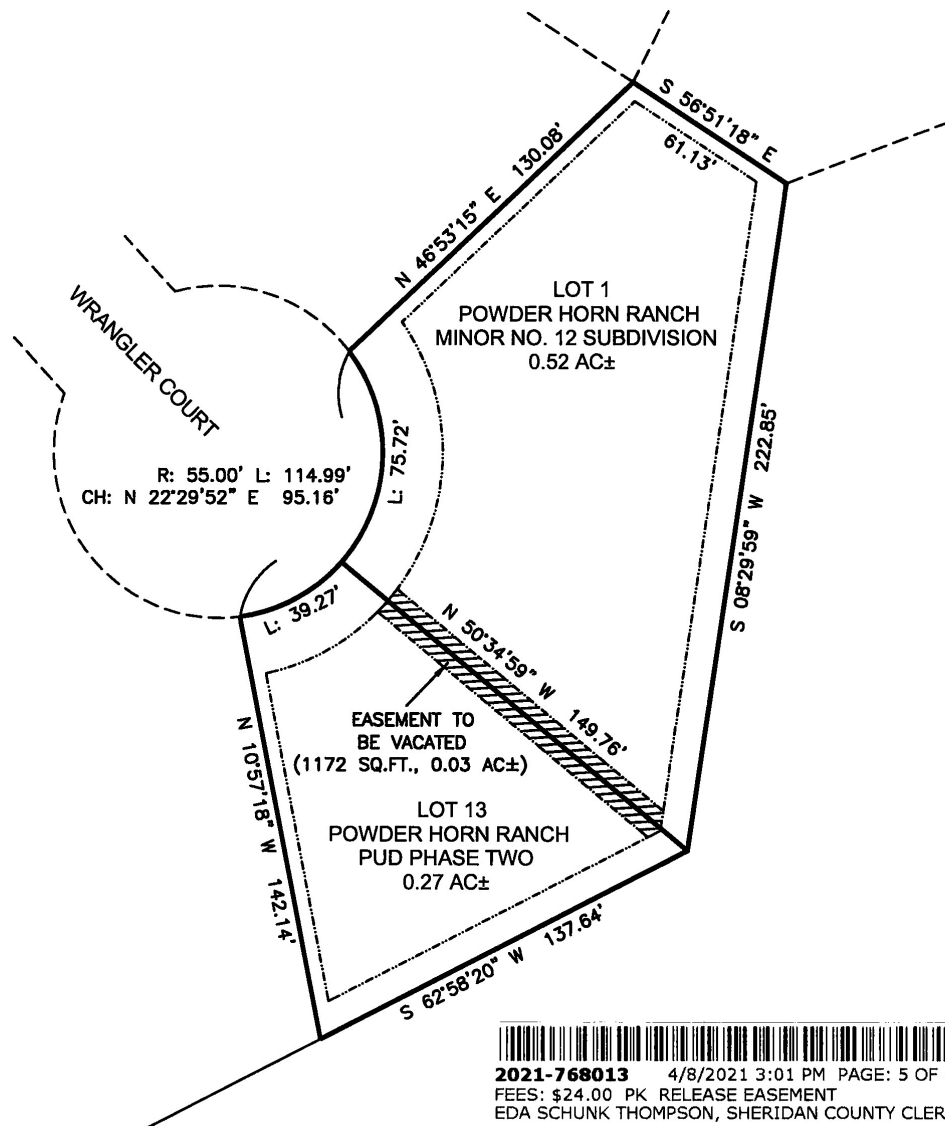 S 56°51'18" E
61.13'
N 46°53'15" E 130.08'
LOT 1
POWDER HORN RANCH
MINOR NO. 12 SUBDIVISION
0.52 AC±
WRANGLER COURT
L: 75.72'
R: 55.00' L: 114.99'
CH: N 22°29'52" E 95.16'
S 08°29'59" W 222.85'
L: 39.27'
N 50°34'59" W 149.76'
EASEMENT TO
BE VACATED
(1172 SQ.FT., 0.03 AC±)
N 10°57'18" W 142.14'
LOT 13
POWDER HORN RANCH
PUD PHASE TWO
0.27 AC±
S 62°58'20" W 137.64'
2021-768013 4/8/2021 3:01 PM PAGE: 5 OF
FEES: $24.00 PK RELEASE EASEMENT
EDA SCHUNK THOMPSON, SHERIDAN COUNTY CLER